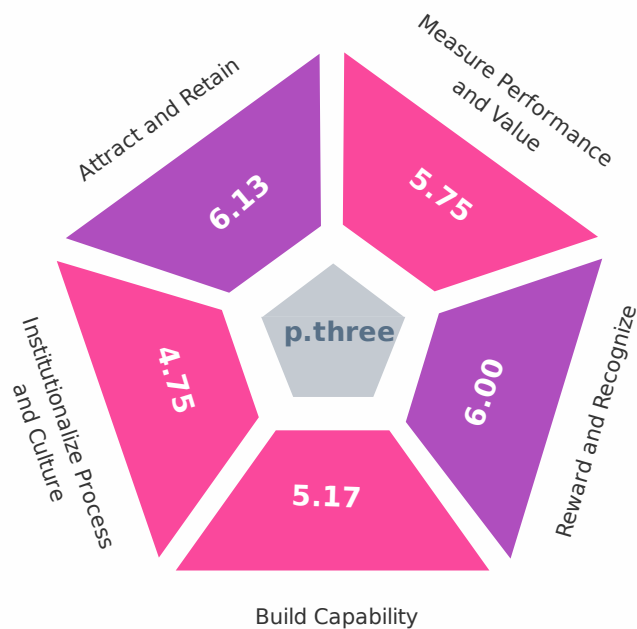 Measure Performance
and Value
Attract and Retain
6.13
5.75
p.three
Institutionalize Process
and Culture
4.75
6.00
Reward and Recognize
5.17
Build Capability